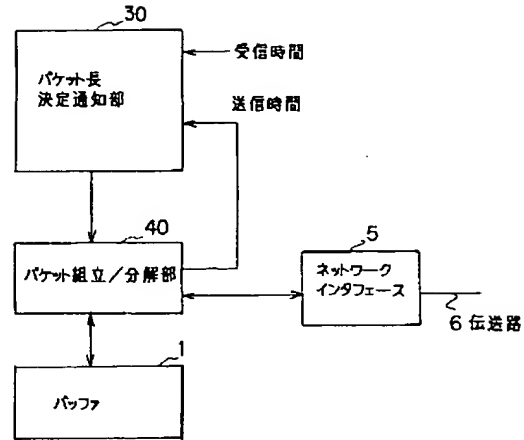 30
パケット長
決定通知部
受信時間
送信時間
40
パケット組立/分解部
5
ネットワーク
インタフェース
6 伝送路
1
バッファ